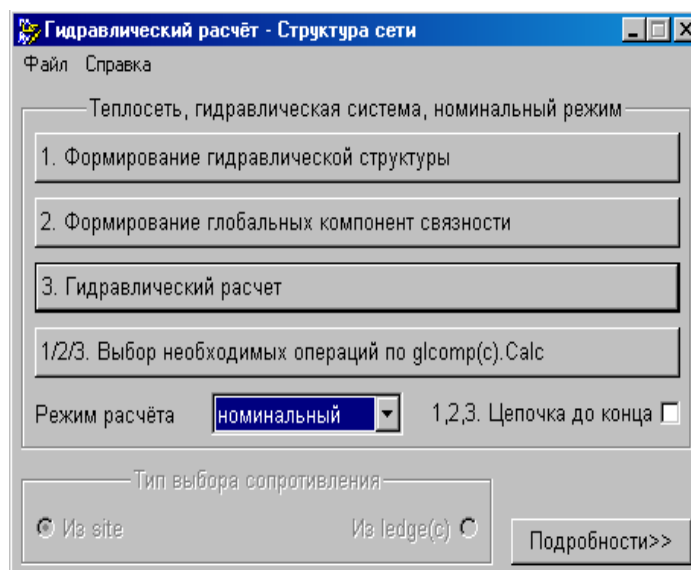 Гидравлический расчёт - Структура сети
Файл Справка
Теплосеть, гидравлическая система, номинальный режим
1. Формирование гидравлической структуры
2. Формирование глобальных компонент связности
3. Гидравлический расчет
1/2/3. Выбор необходимых операций по glcomp(c).Calc
Режим расчёта номинальный 1,2,3. Цепочка до конца
Тип выбора сопротивления
Из site Из ledge(c)
Подробности>>